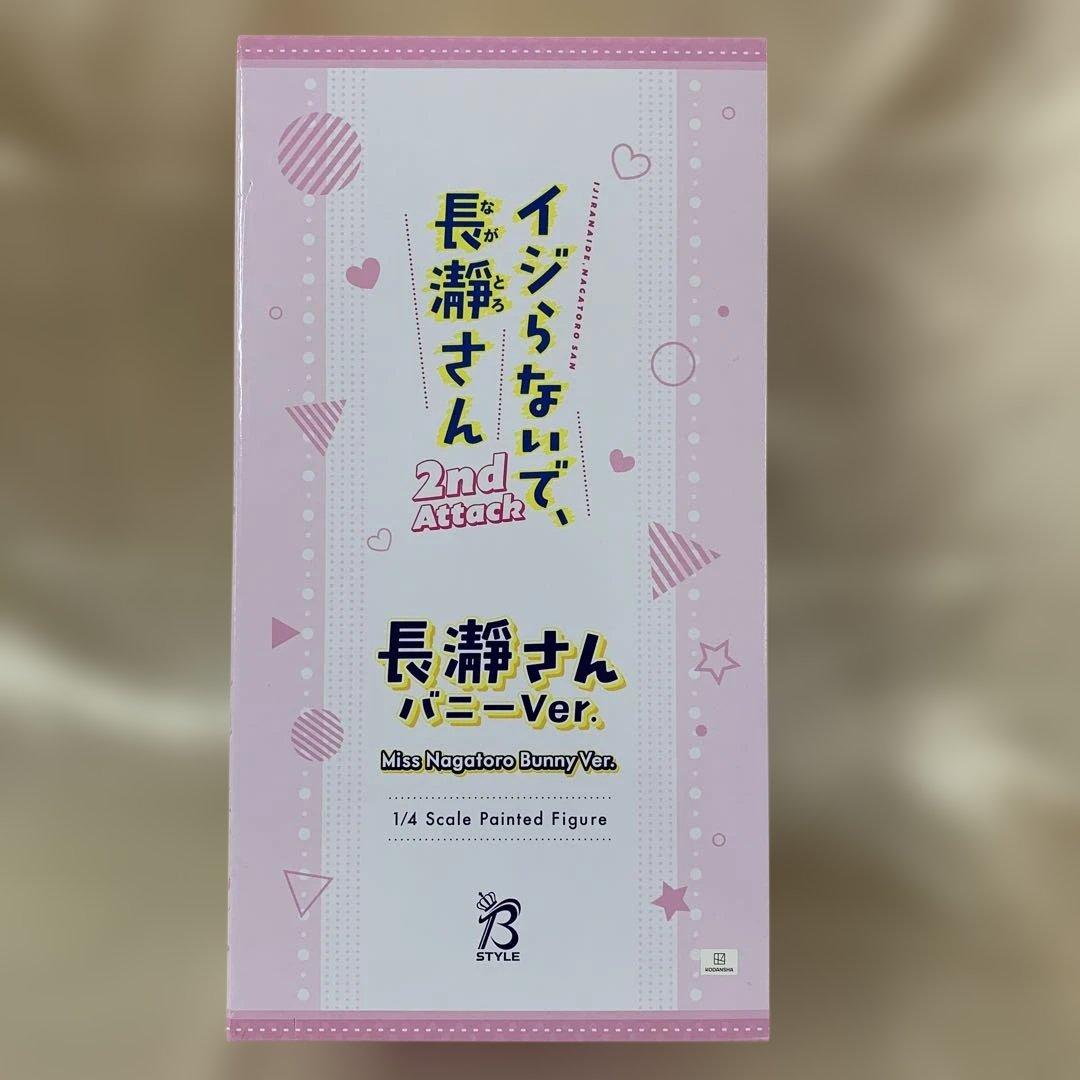 イジらないで、
長瀞さん
なが
とろ
IJIRANAIDE, NAGATORO SAN
2nd
Attack
長瀞さん
バニーVer.
Miss Nagatoro Bunny Ver.
1/4 Scale Painted Figure
B
STYLE
KODANSHA